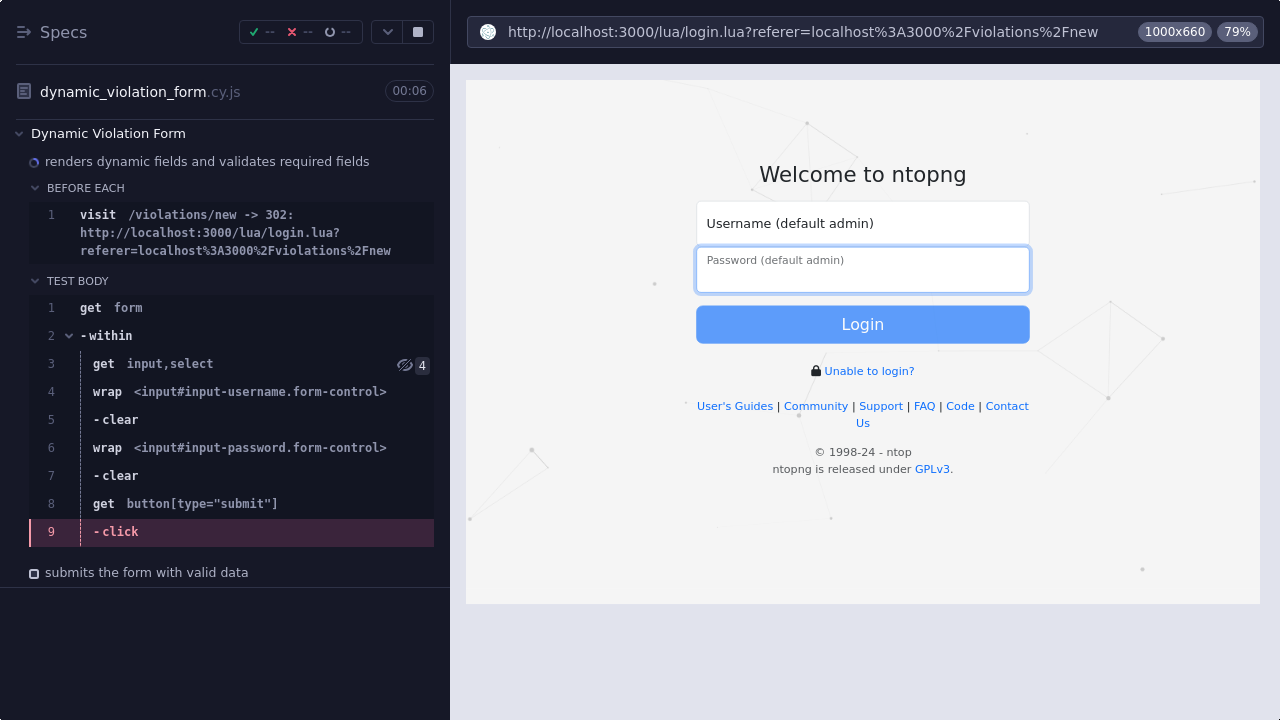 Specs
--
--
--
http://localhost:3000/lua/login.lua?referer=localhost%3A3000%2Fviolations%2Fnew
1000x660
79%
dynamic_violation_form.cy.js
00:06
Dynamic Violation Form
renders dynamic fields and validates required fields
BEFORE EACH
1 visit /violations/new -> 302:
http://localhost:3000/lua/login.lua?
referer=localhost%3A3000%2Fviolations%2Fnew
TEST BODY
1 get form
2 -within
3 get input,select 4
4 wrap <input#input-username.form-control>
5 -clear
6 wrap <input#input-password.form-control>
7 -clear
8 get button[type="submit"]
9 -click
submits the form with valid data
Welcome to ntopng
Username (default admin)
Password (default admin)
Login
Unable to login?
User's Guides | Community | Support | FAQ | Code | Contact
Us
© 1998-24 - ntop
ntopng is released under GPLv3.